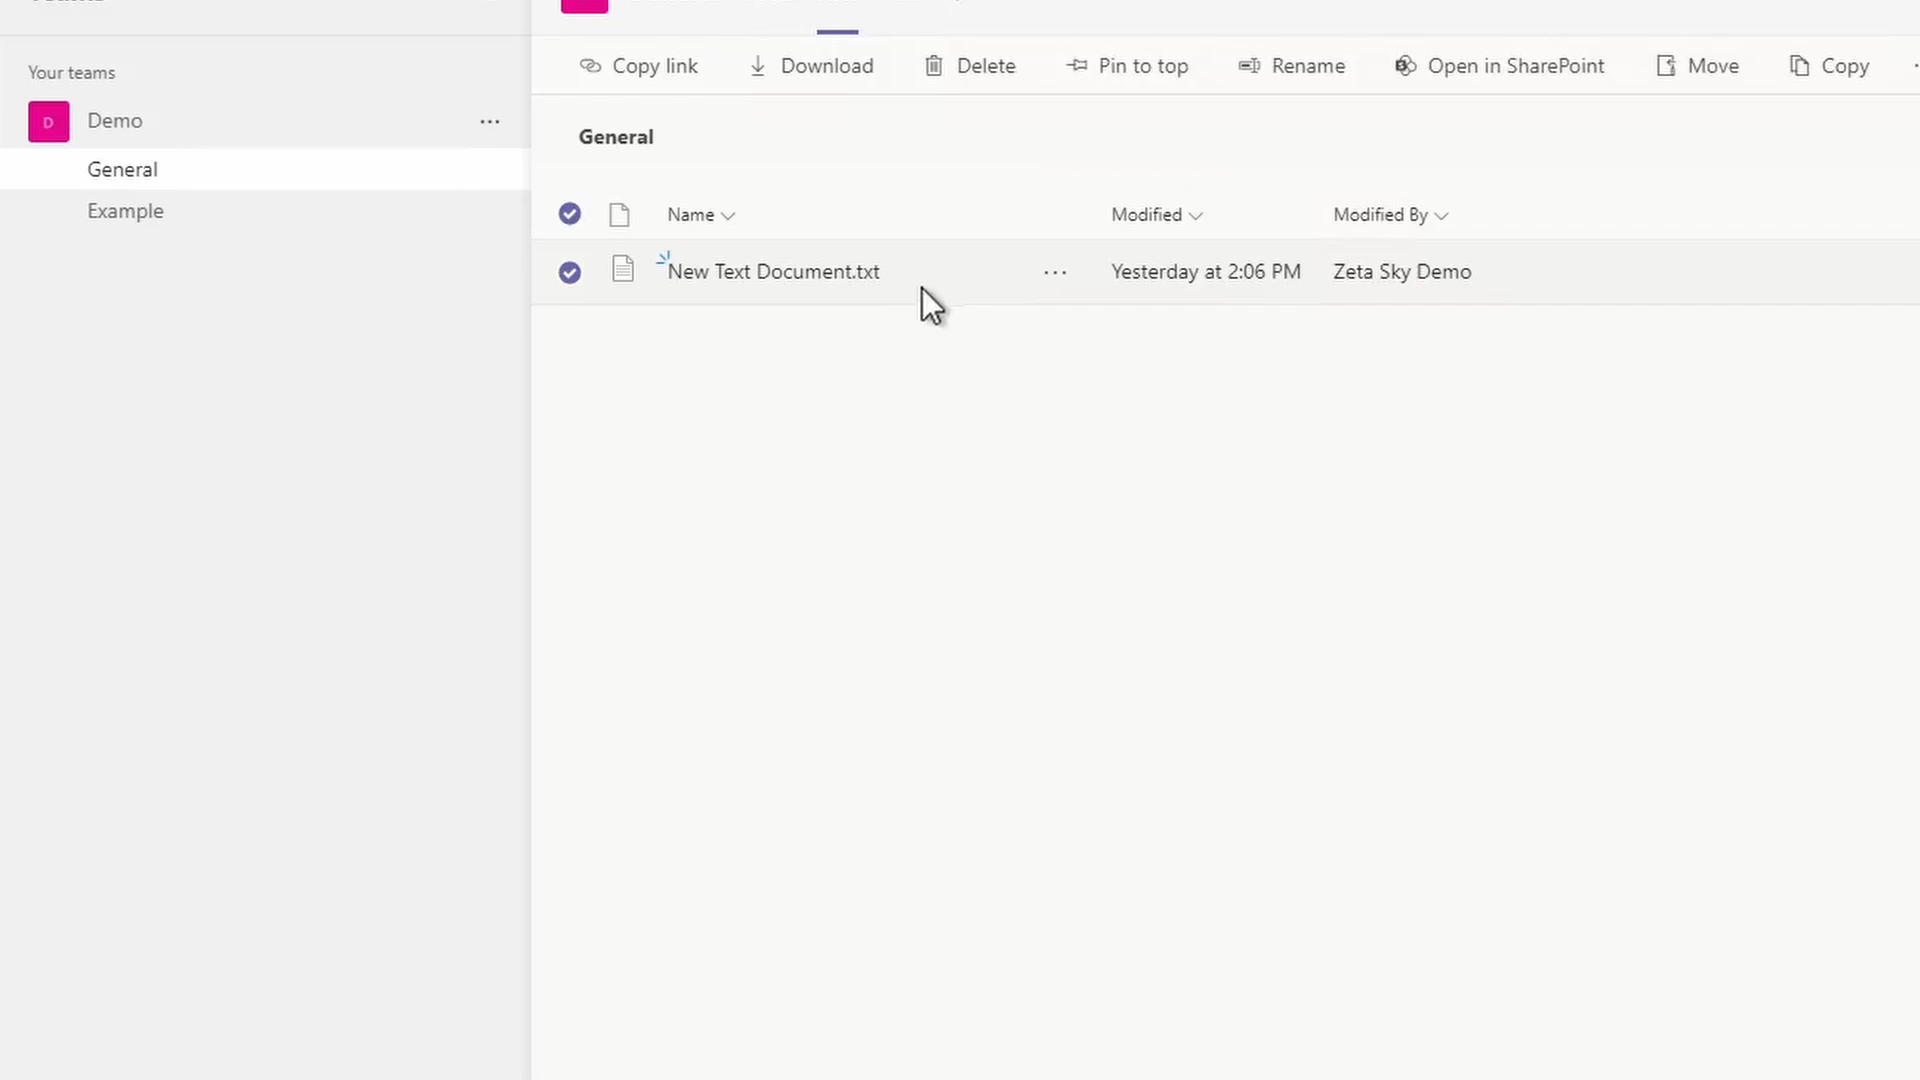 Your teams
D Demo
General
Example
Copy link Download Delete Pin to top Rename Open in SharePoint Move Copy
General
Name Modified Modified By
New Text Document.txt Yesterday at 2:06 PM Zeta Sky Demo